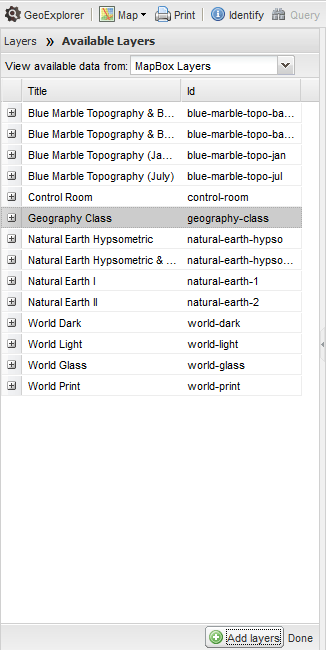 GeoExplorer Map Print Identify Query
Layers » Available Layers
View available data from: MapBox Layers
Title Id
Blue Marble Topography & B... blue-marble-topo-ba...
Blue Marble Topography & B... blue-marble-topo-ba...
Blue Marble Topography (Ja... blue-marble-topo-jan
Blue Marble Topography (July) blue-marble-topo-jul
Control Room control-room
Geography Class geography-class
Natural Earth Hypsometric natural-earth-hypso
Natural Earth Hypsometric & ... natural-earth-hypso...
Natural Earth I natural-earth-1
Natural Earth II natural-earth-2
World Dark world-dark
World Light world-light
World Glass world-glass
World Print world-print
Add layers Done